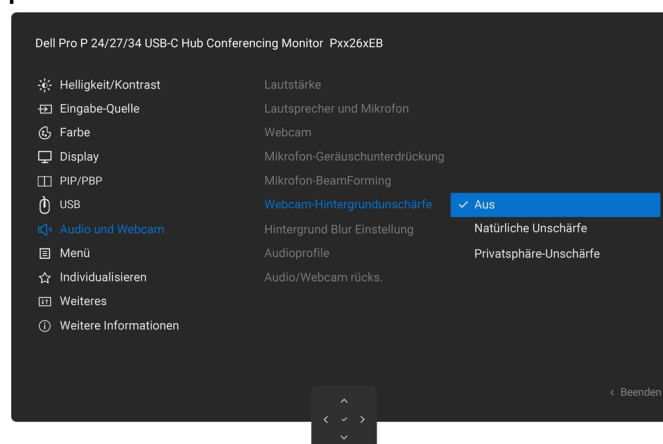 Dell Pro P 24/27/34 USB-C Hub Conferencing Monitor Pxx26xEB
Helligkeit/Kontrast
Eingabe-Quelle
Farbe
Display
PIP/PBP
USB
Audio und Webcam
Menü
Individualisieren
Weiteres
Weitere Informationen
Lautstärke
Lautsprecher und Mikrofon
Webcam
Mikrofon-Geräuschunterdrückung
Mikrofon-BeamForming
Webcam-Hintergrundunschärfe
Hintergrund Blur Einstellung
Audioprofile
Audio/Webcam rücks.
Aus
Natürliche Unschärfe
Privatsphäre-Unschärfe
Beenden